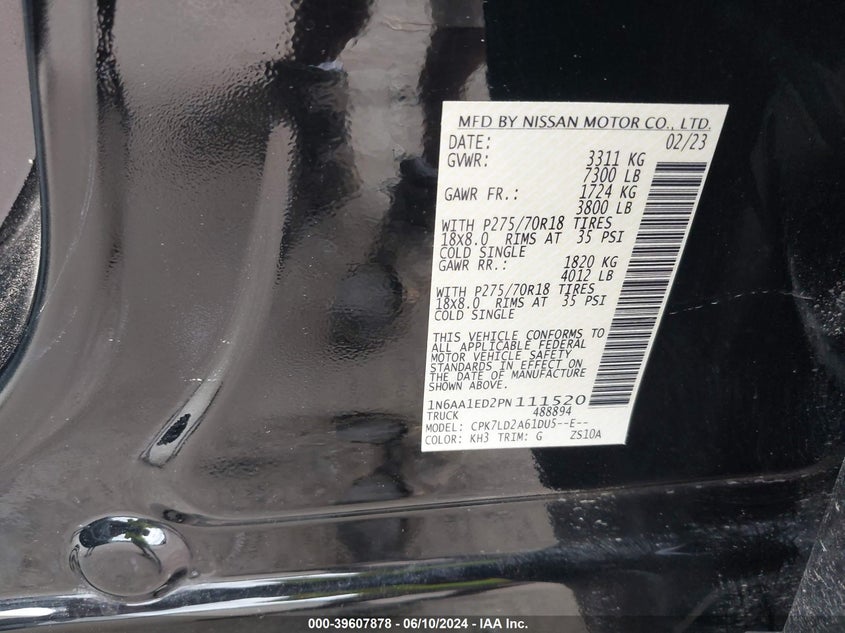 MFD BY NISSAN MOTOR CO., LTD.
DATE: 02/23
GVWR: 3311 KG
7300 LB
GAWR FR.: 1724 KG
3800 LB
WITH P275/70R18 TIRES
18X8.0 RIMS AT 35 PSI
COLD SINGLE
GAWR RR.: 1820 KG
4012 LB
WITH P275/70R18 TIRES
18X8.0 RIMS AT 35 PSI
COLD SINGLE
THIS VEHICLE CONFORMS TO
ALL APPLICABLE FEDERAL
MOTOR VEHICLE SAFETY
STANDARDS IN EFFECT ON
THE DATE OF MANUFACTURE
SHOWN ABOVE.
1N6AA1ED2PN111520
TRUCK 488894
MODEL: CPK7LD2A61DU5--E--
COLOR: KH3 TRIM: G ZS10A
000-39607878 - 06/10/2024 - CPA IAA Inc.